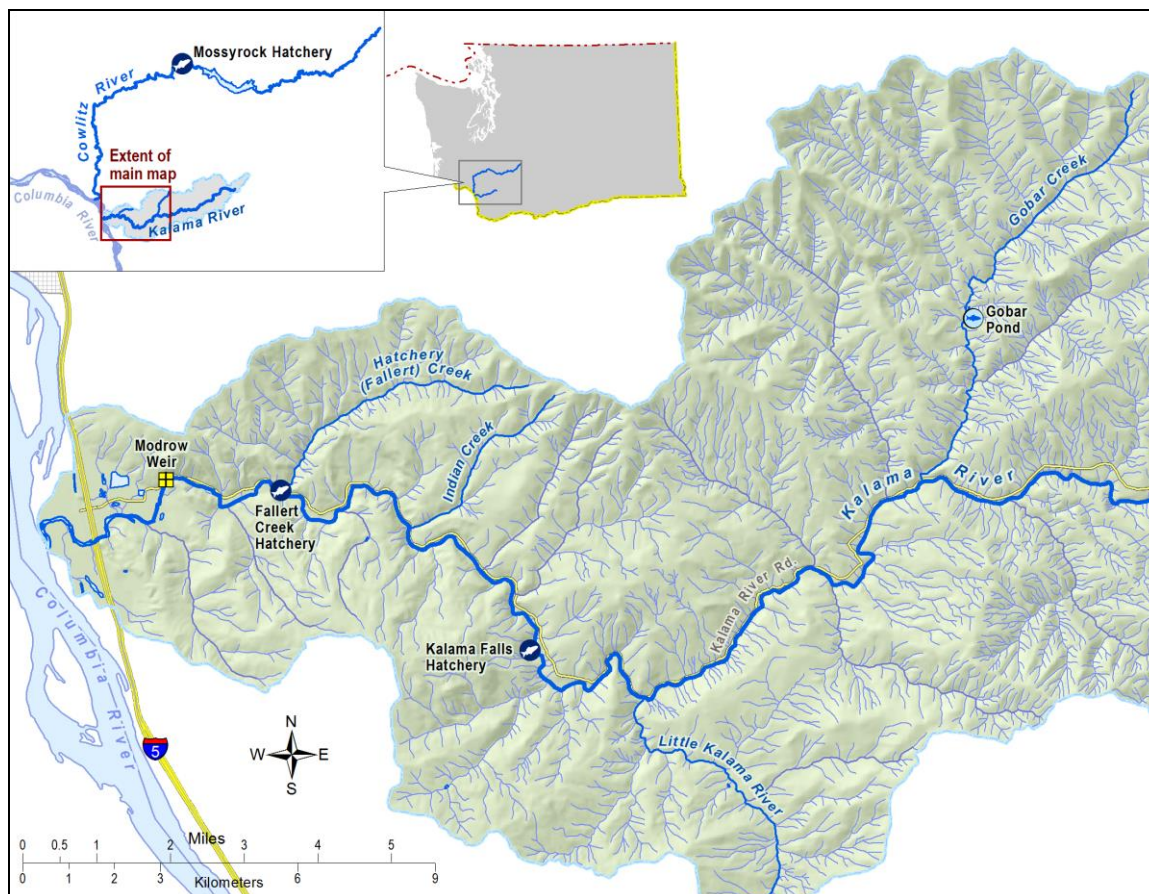 Mossyrock Hatchery
Cowlitz River
Extent of
main map
Columbia River
Kalama River
Gobar Creek
Gobar
Pond
Hatchery
(Fallert) Creek
Indian Creek
Modrow
Weir
Fallert
Creek
Hatchery
Kalama River
Kalama River Rd.
Kalama Falls
Hatchery
Little Kalama River
Columbia River
5
N
W E
S
Miles
0 0.5 1 2 3 4 5
0 1 2 3 6 9
Kilometers